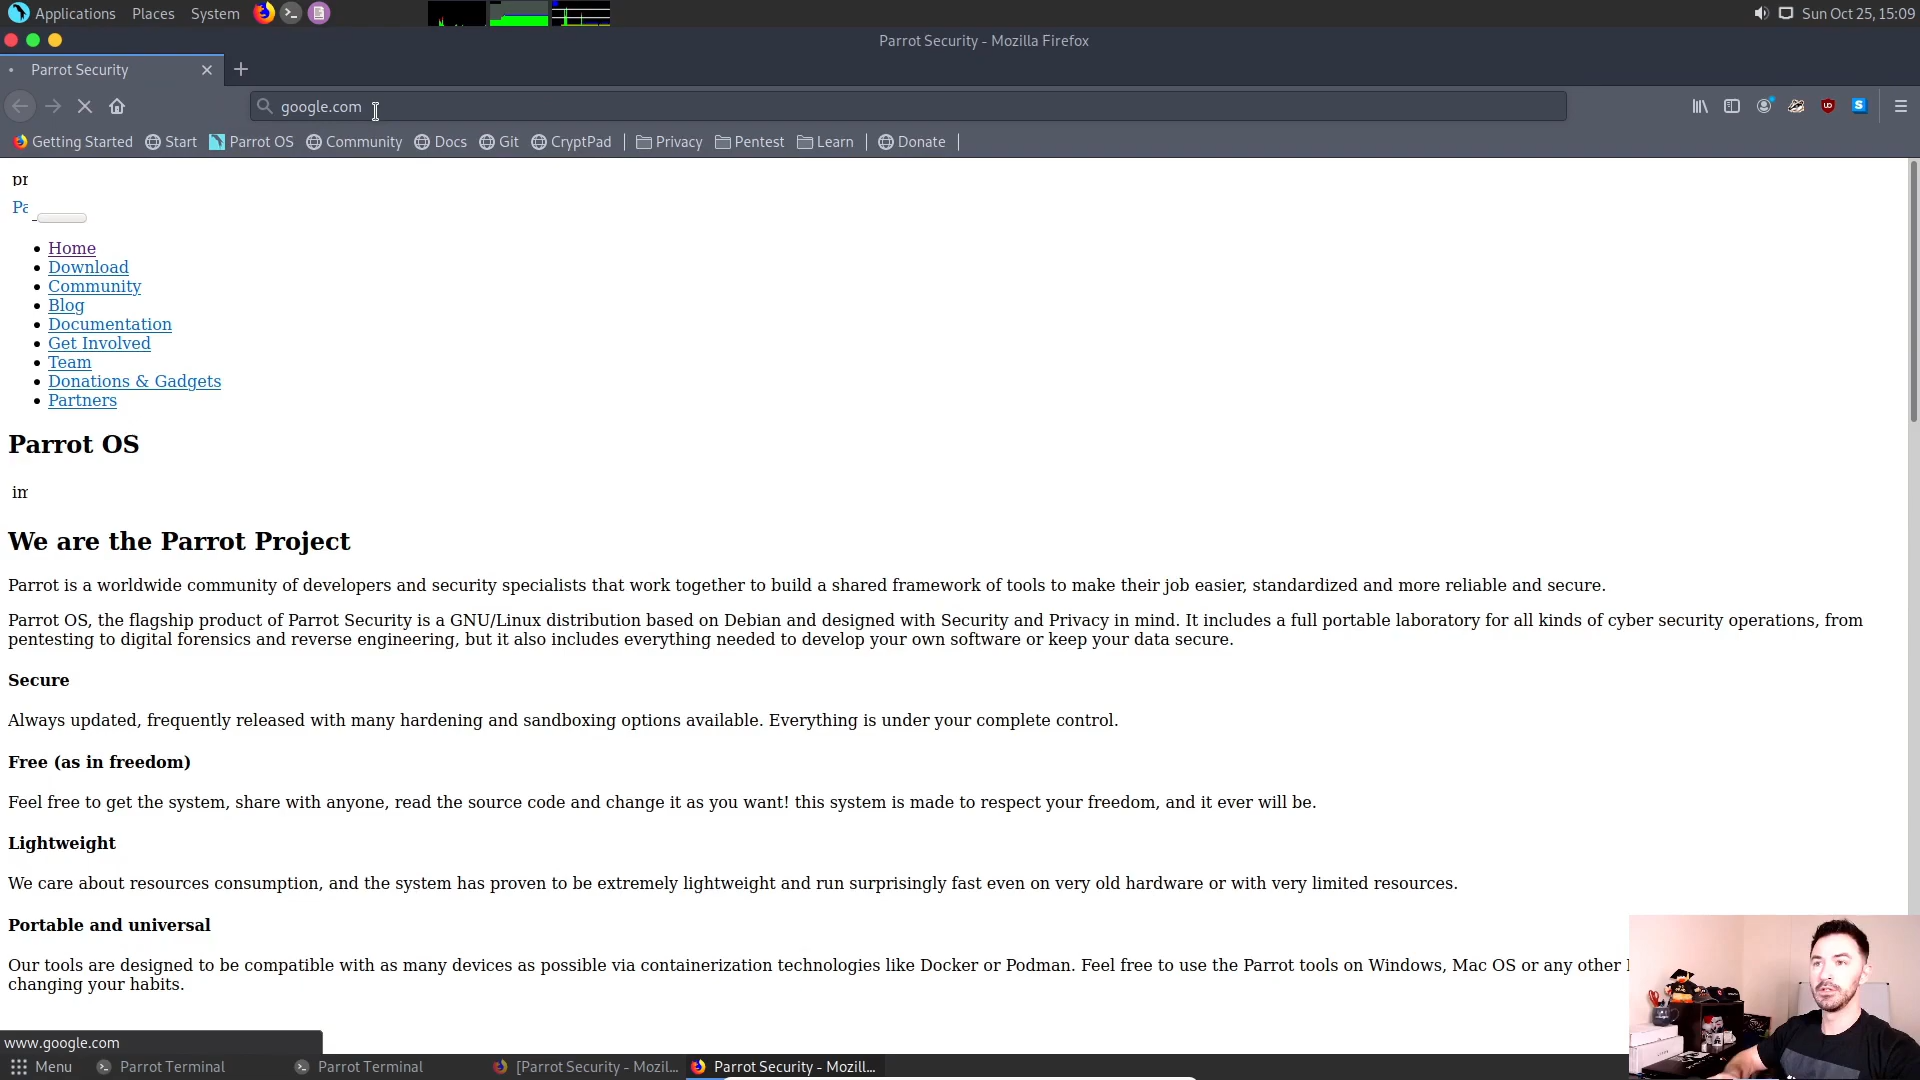 Applications Places System Sun Oct 25, 15:09
Parrot Security - Mozilla Firefox
Parrot Security
google.com
Getting Started Start Parrot OS Community Docs Git CryptPad Privacy Pentest Learn Donate
pr
Pa
Home
Download
Community
Blog
Documentation
Get Involved
Team
Donations & Gadgets
Partners
Parrot OS
im
We are the Parrot Project
Parrot is a worldwide community of developers and security specialists that work together to build a shared framework of tools to make their job easier, standardized and more reliable and secure.
Parrot OS, the flagship product of Parrot Security is a GNU/Linux distribution based on Debian and designed with Security and Privacy in mind. It includes a full portable laboratory for all kinds of cyber security operations, from
pentesting to digital forensics and reverse engineering, but it also includes everything needed to develop your own software or keep your data secure.
Secure
Always updated, frequently released with many hardening and sandboxing options available. Everything is under your complete control.
Free (as in freedom)
Feel free to get the system, share with anyone, read the source code and change it as you want! this system is made to respect your freedom, and it ever will be.
Lightweight
We care about resources consumption, and the system has proven to be extremely lightweight and run surprisingly fast even on very old hardware or with very limited resources.
Portable and universal
Our tools are designed to be compatible with as many devices as possible via containerization technologies like Docker or Podman. Feel free to use the Parrot tools on Windows, Mac OS or any other
changing your habits.
www.google.com
Menu Parrot Terminal Parrot Terminal [Parrot Security - Mozil... Parrot Security - Mozill...